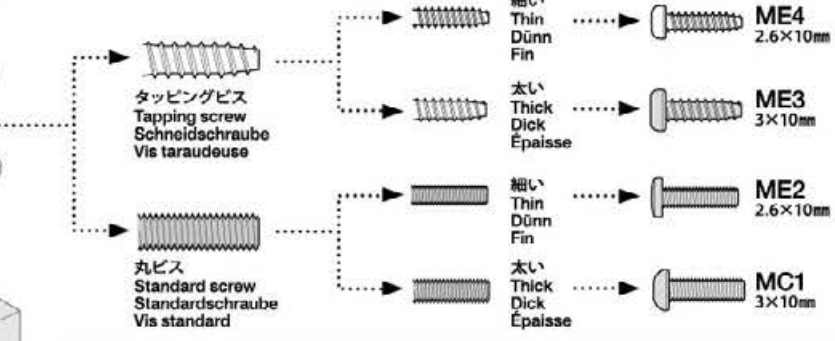 細い
Thin
Dünn
Fin
ME4
2.6×10mm
タッピングビス
Tapping screw
Schneidschraube
Vis taraudeuse
太い
Thick
Dick
Épaisse
ME3
3×10mm
細い
Thin
Dünn
Fin
ME2
2.6×10mm
丸ビス
Standard screw
Standardschraube
Vis standard
太い
Thick
Dick
Épaisse
MC1
3×10mm